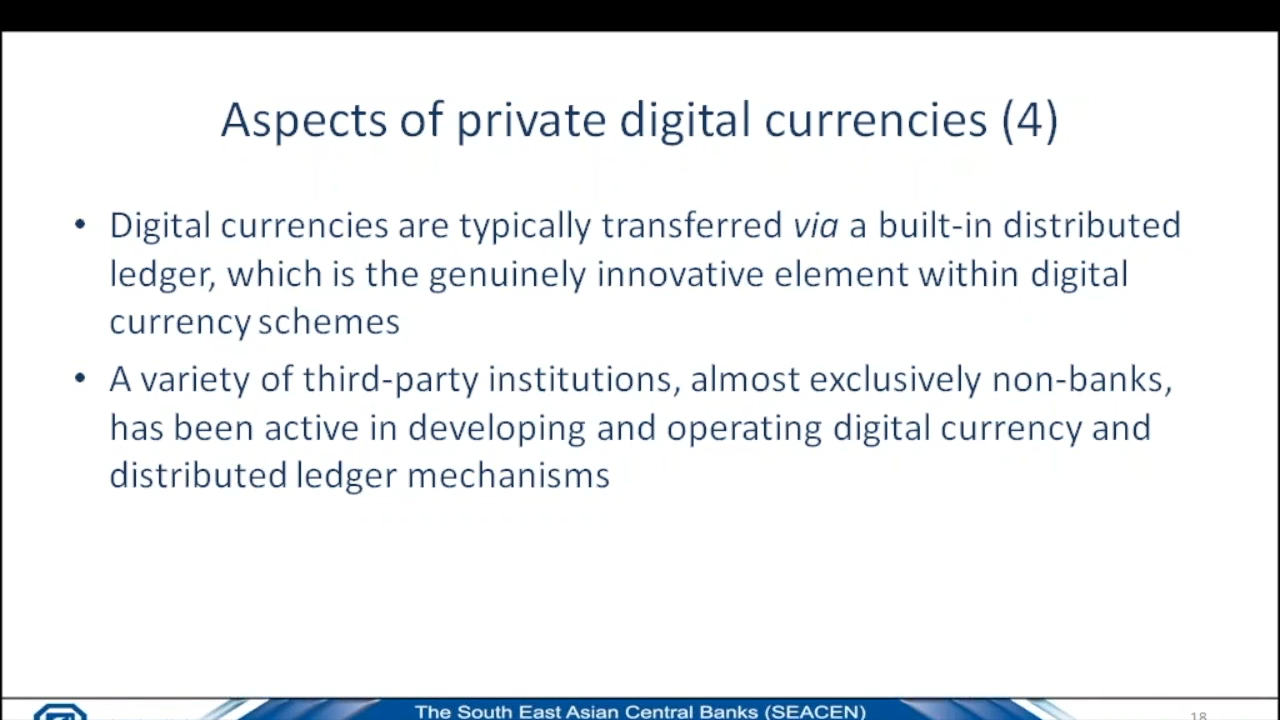 Aspects of private digital currencies (4)
• Digital currencies are typically transferred via a built-in distributed
ledger, which is the genuinely innovative element within digital
currency schemes
• A variety of third-party institutions, almost exclusively non-banks,
has been active in developing and operating digital currency and
distributed ledger mechanisms
The South East Asian Central Banks (SEACEN)
18